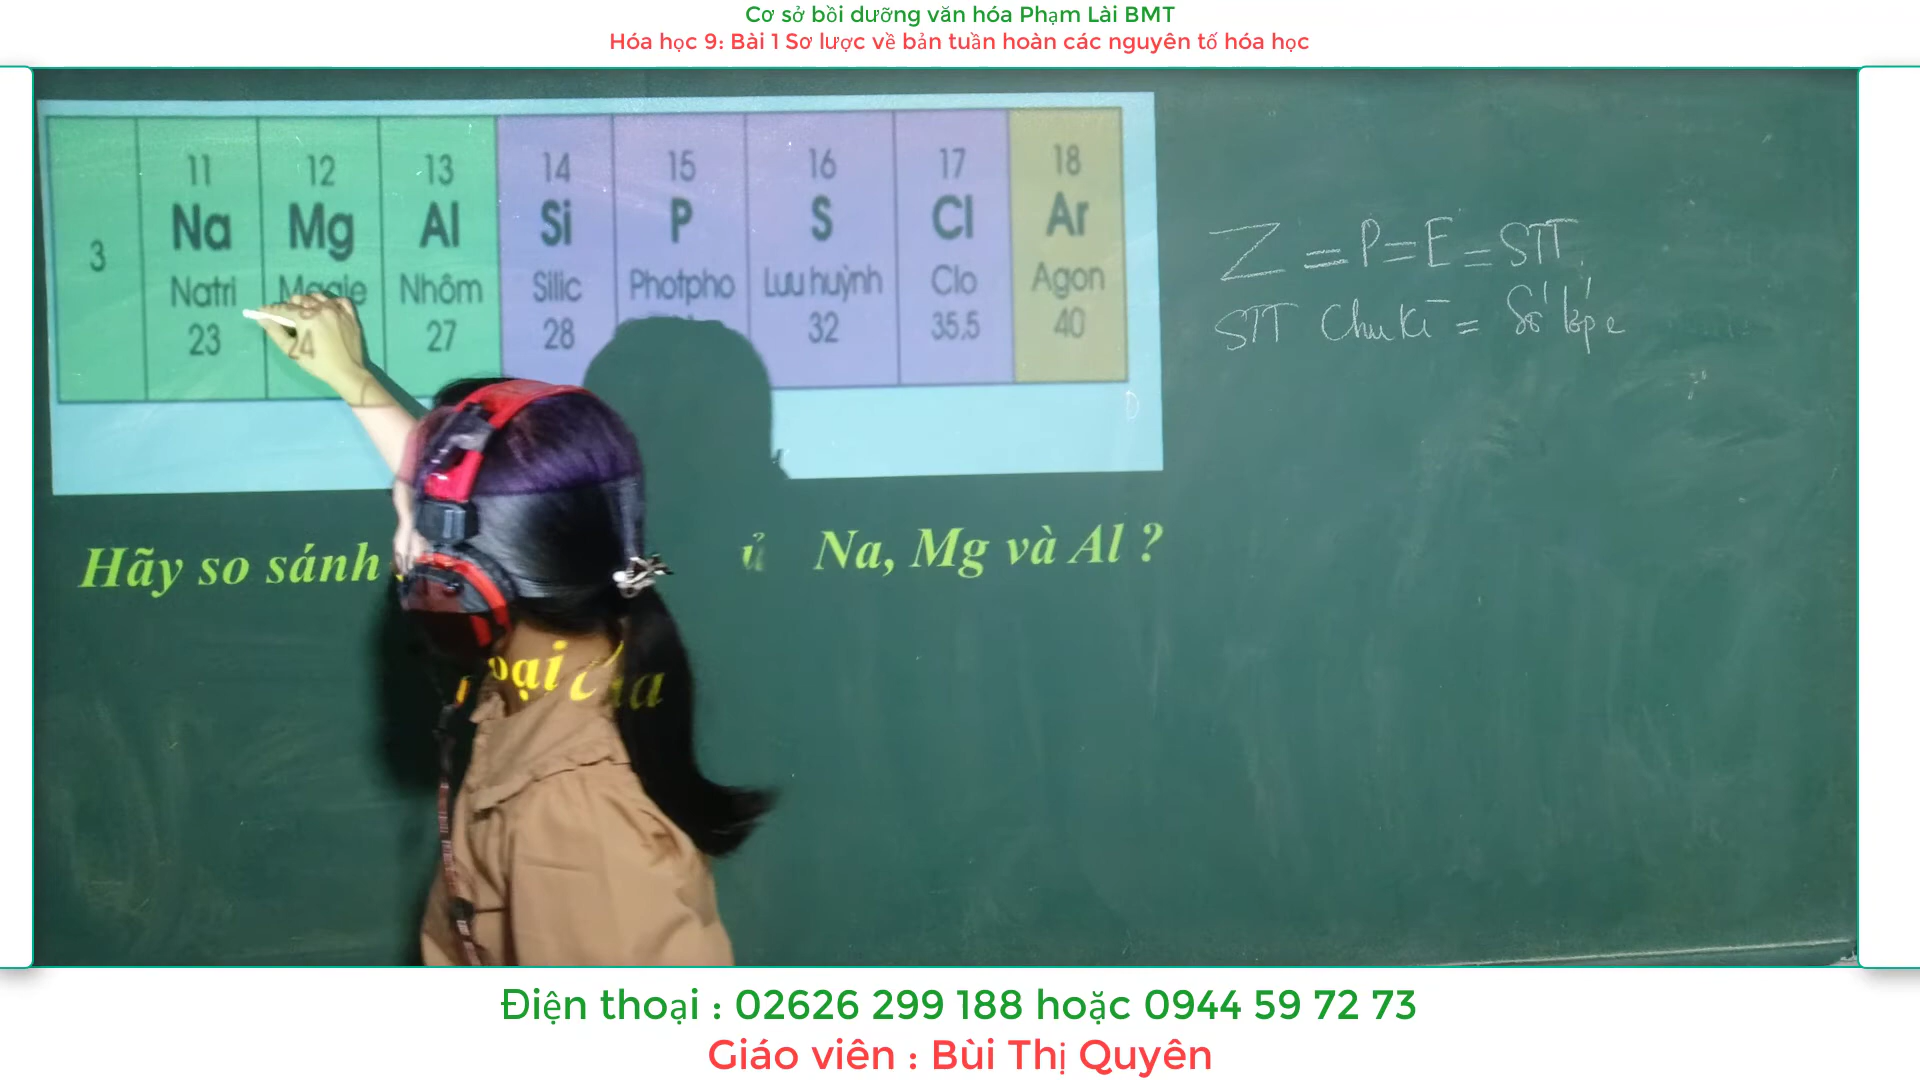 Cơ sở bồi dưỡng văn hóa Phạm Lài BMT
Hóa học 9: Bài 1 Sơ lược về bản tuần hoàn các nguyên tố hóa học
11 12 13 14 15 16 17 18
3 Na Mg Al Si P S Cl Ar
Natri Magie Nhôm Silic Photpho Lưu huỳnh Clo Agon
23 24 27 28 32 35,5 40
Z = P = E = STT
STT Chu Kì = Số lớp e
Hãy so sánh Na, Mg và Al ?
Điện thoại : 02626 299 188 hoặc 0944 59 72 73
Giáo viên : Bùi Thị Quyên